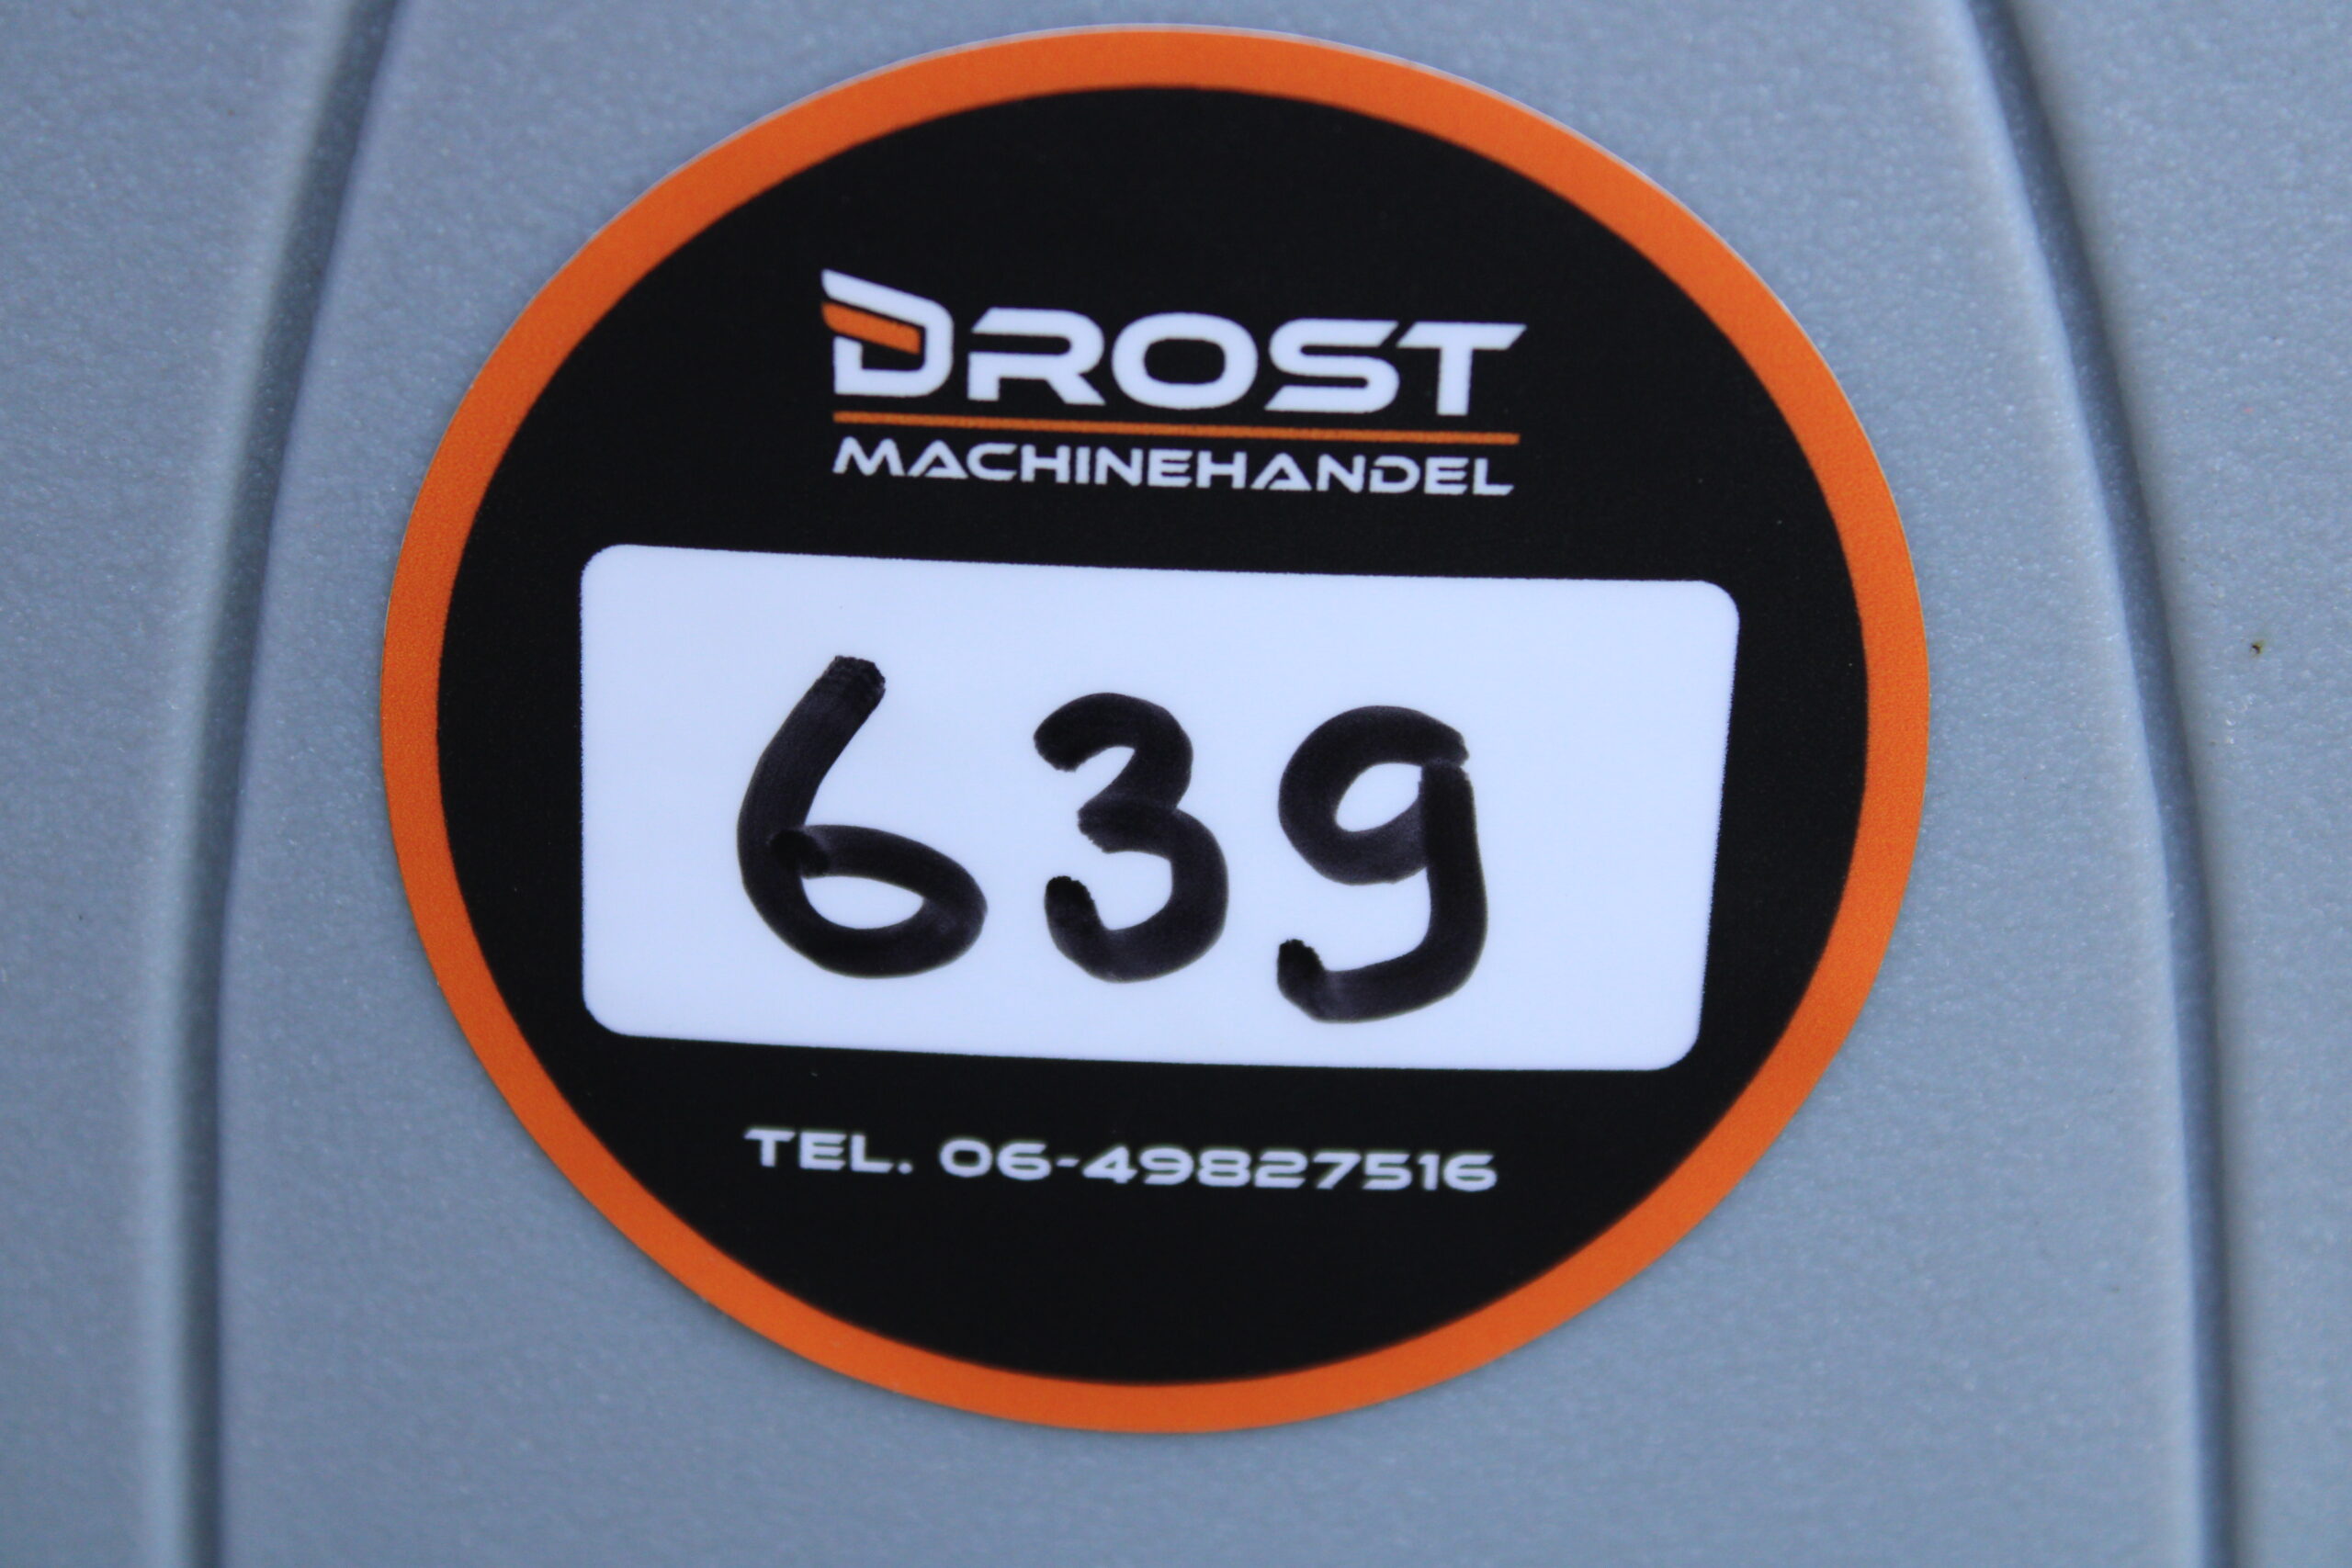 DROST
MACHINEHANDEL
639
TEL. 06-49827516